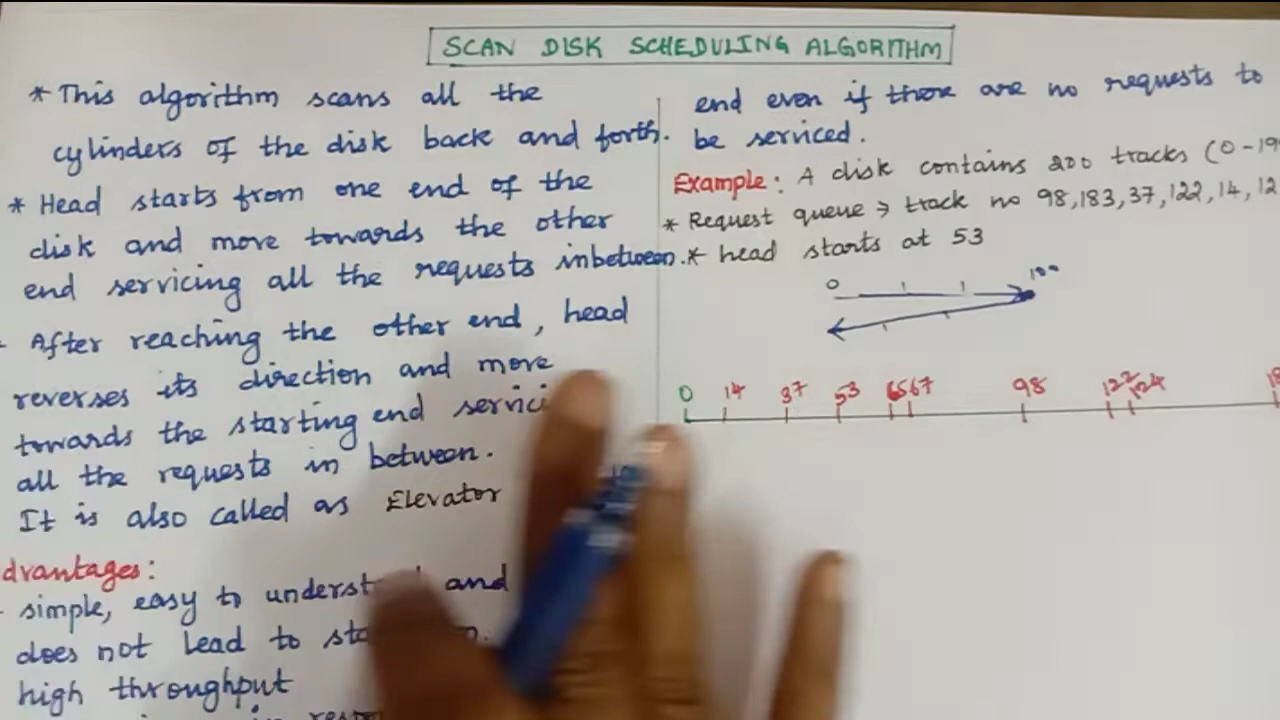 SCAN DISK SCHEDULING ALGORITHM
* This algorithm scans all the
cylinders of the disk back and forth.
* Head starts from one end of the
disk and move towards the other
end servicing all the requests inbetween.
After reaching the other end, head
reverses its direction and move
towards the starting end
all the requests in between.
It is also called as Elevator
dvantages:
simple, easy to and
does not lead to
high throughput
end even if there are no requests to
be serviced.
Example: A disk contains 200 tracks (0-19
* Request queue → track no 98,183,37,122,14,12
* head starts at 53
0 100
0 14 37 53 65 67 98 122 124 18